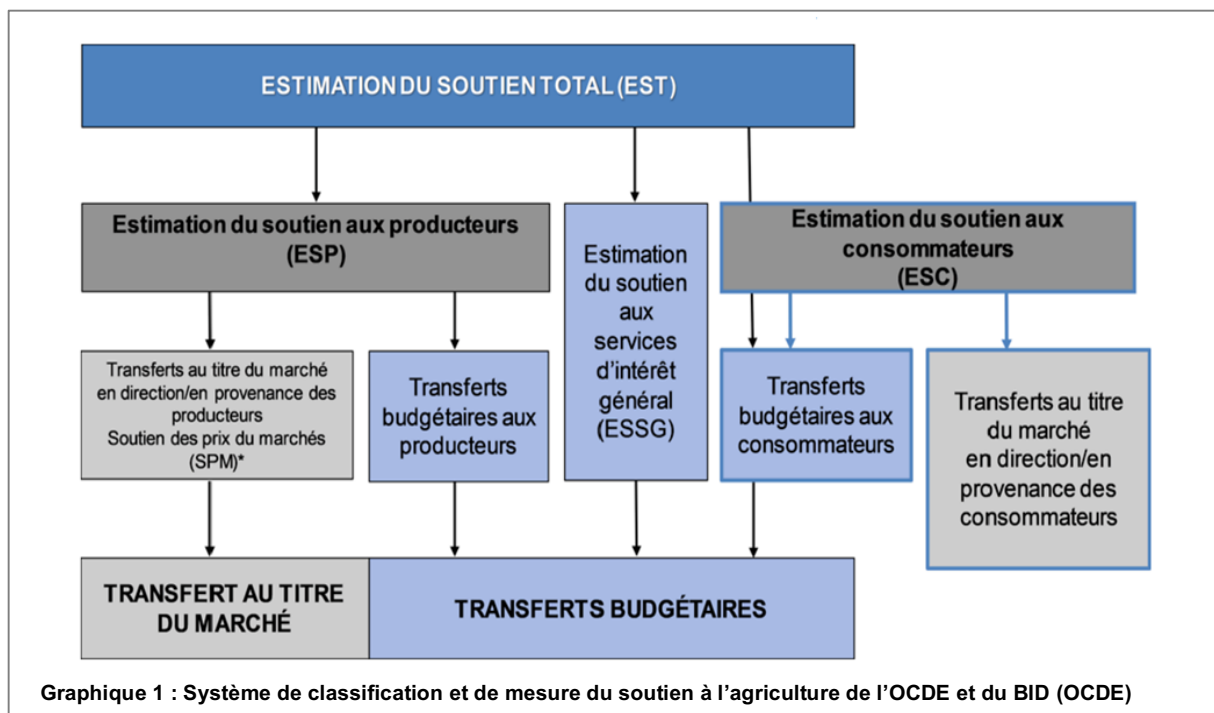 ESTIMATION DU SOUTIEN TOTAL (EST)
Estimation du soutien aux producteurs
(ESP)
Estimation
du soutien
aux
services
d'intérêt
général
(ESSG)
Estimation du soutien aux
consommateurs
(ESC)
Transferts au titre du marché
en direction/en provenance des
producteurs
Soutien des prix du marchés
(SPM)*
Transferts
budgétaires aux
producteurs
Transferts
budgétaires aux
consommateurs
Transferts au titre
du marché
en direction/en
provenance des
consommateurs
TRANSFERT AU TITRE
DU MARCHÉ
TRANSFERTS BUDGÉTAIRES
Graphique 1 : Système de classification et de mesure du soutien à l'agriculture de l'OCDE et du BID (OCDE)